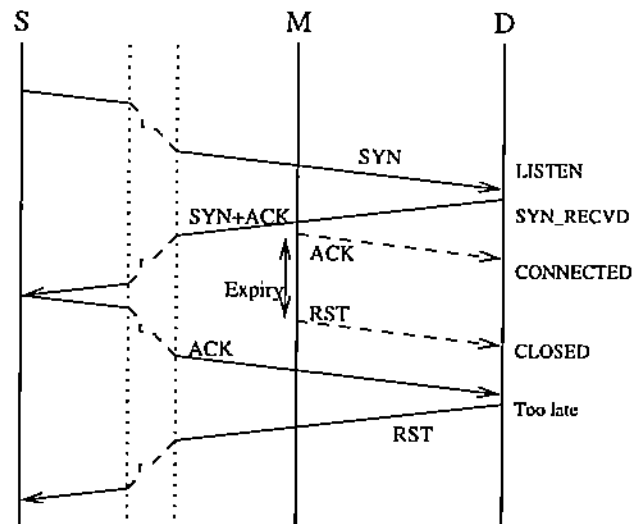 S M D
SYN
LISTEN
SYN+ACK
SYN_RECVD
ACK
CONNECTED
Expiry
RST
CLOSED
ACK
Too late
RST